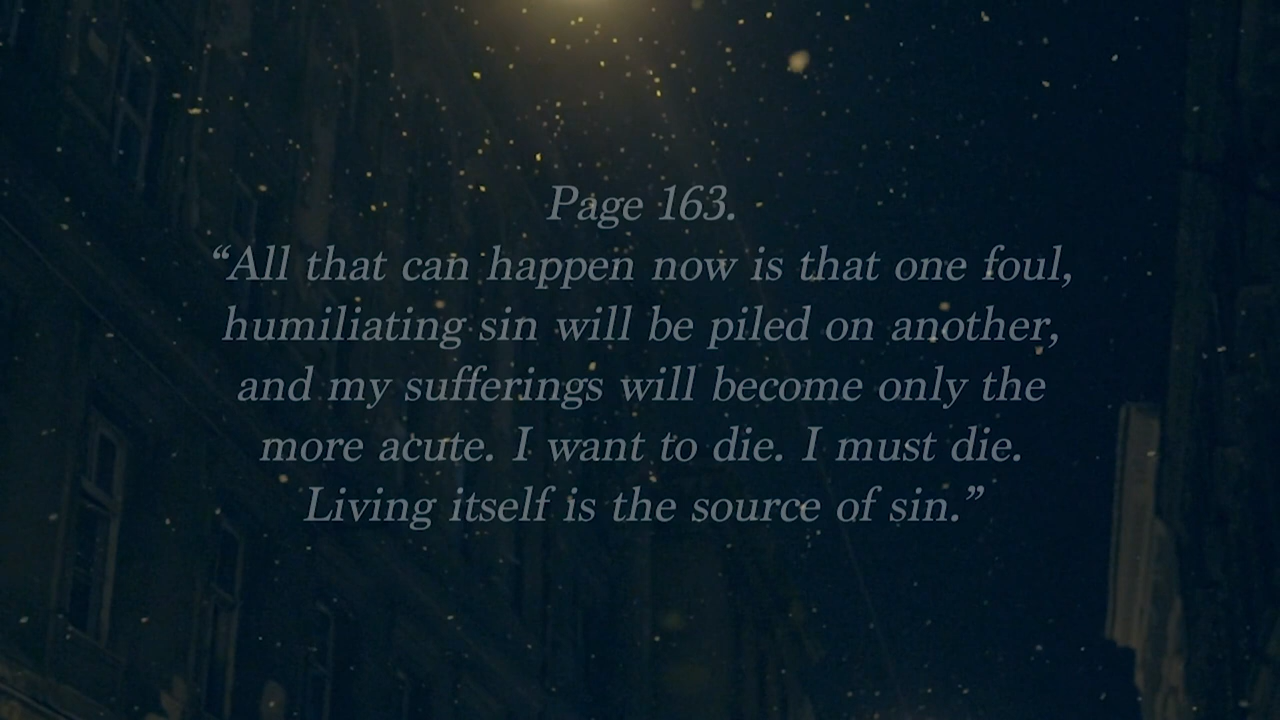 Page 163.
“All that can happen now is that one foul,
humiliating sin will be piled on another,
and my sufferings will become only the
more acute. I want to die. I must die.
Living itself is the source of sin.”